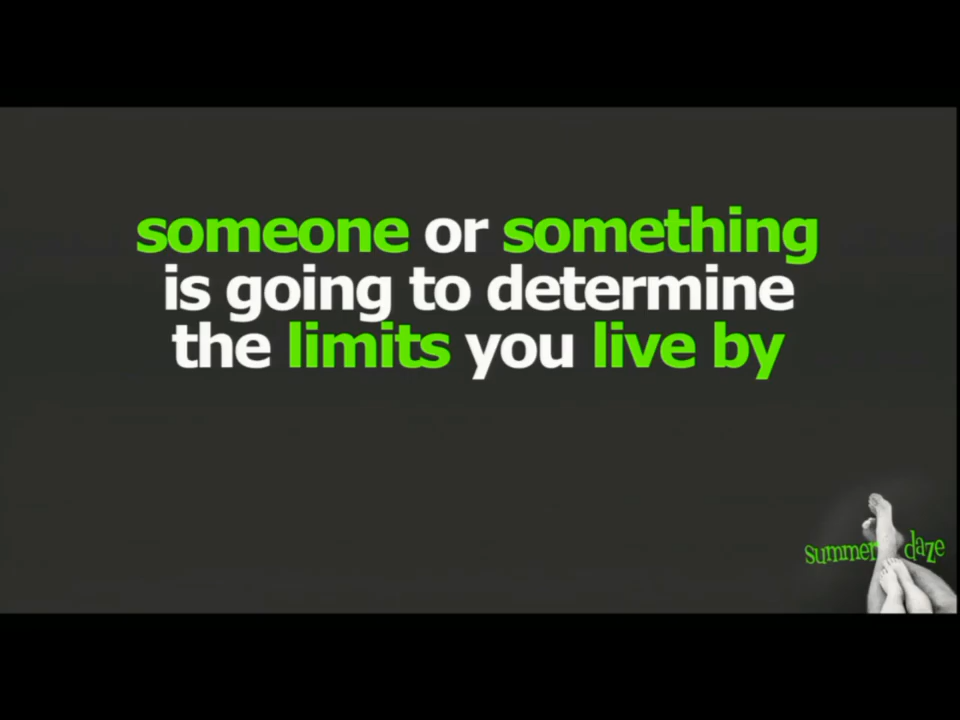 someone or something
is going to determine
the limits you live by
summer daze